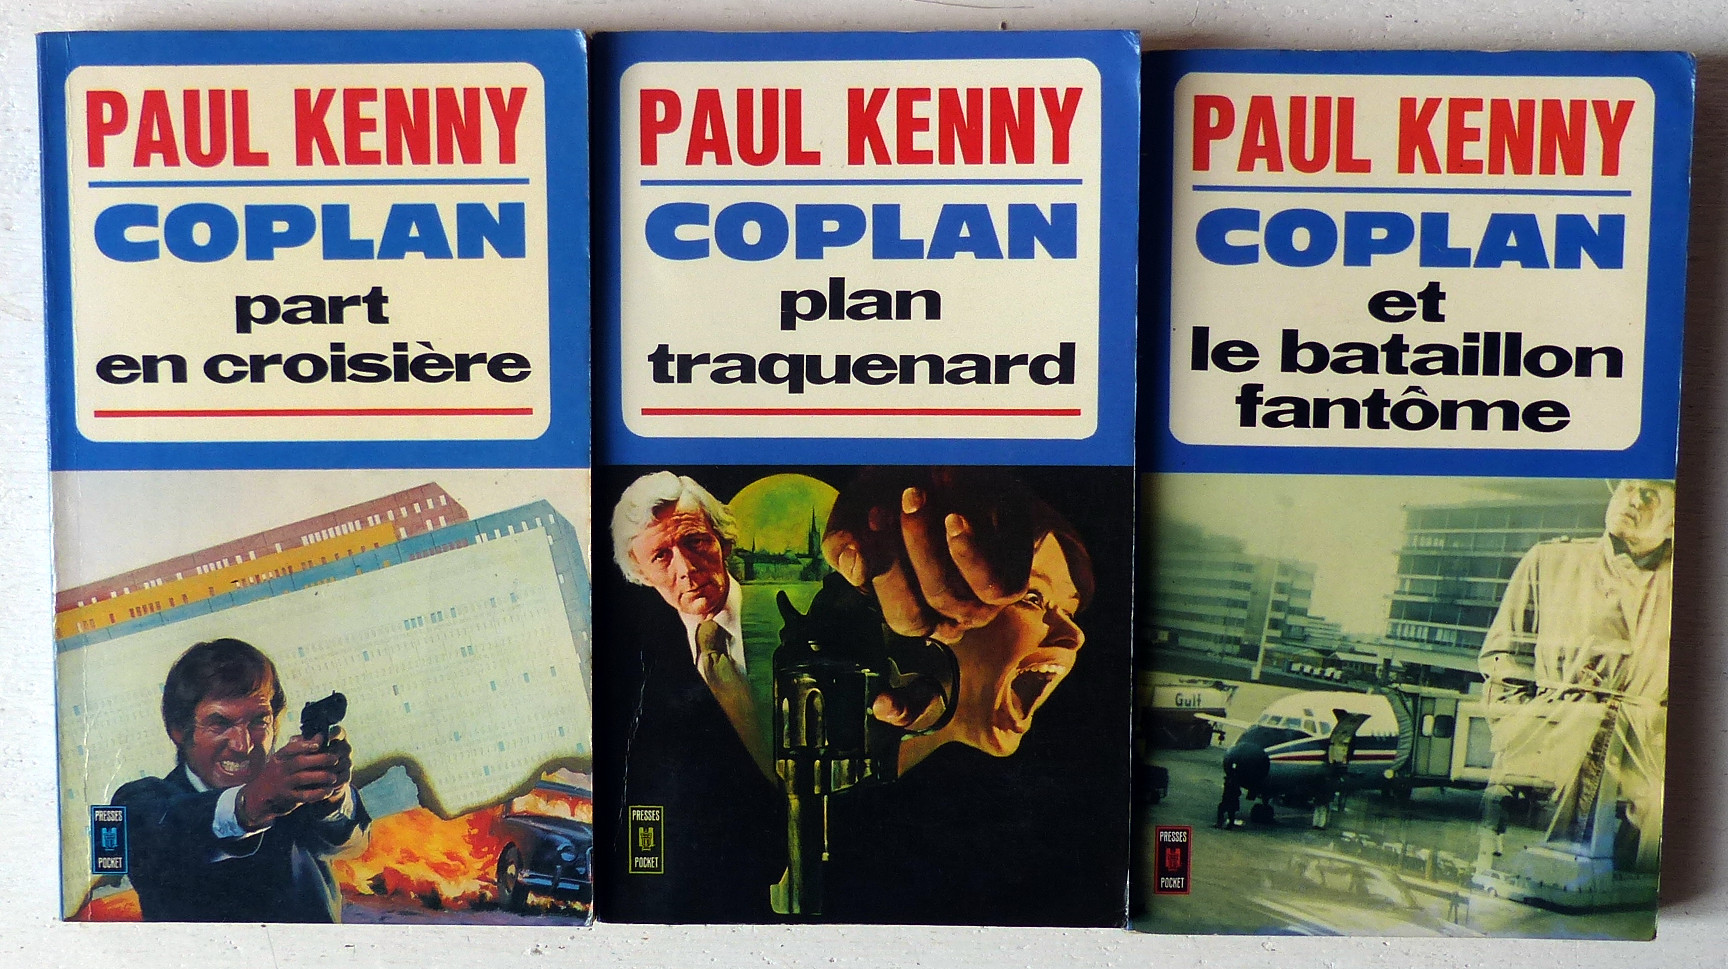 PAUL KENNY
COPLAN
part
en croisière
PRESSES
POCKET
PAUL KENNY
COPLAN
plan
traquenard
PRESSES
POCKET
PAUL KENNY
COPLAN
et
le bataillon
fantôme
Gulf
PRESSES
POCKET